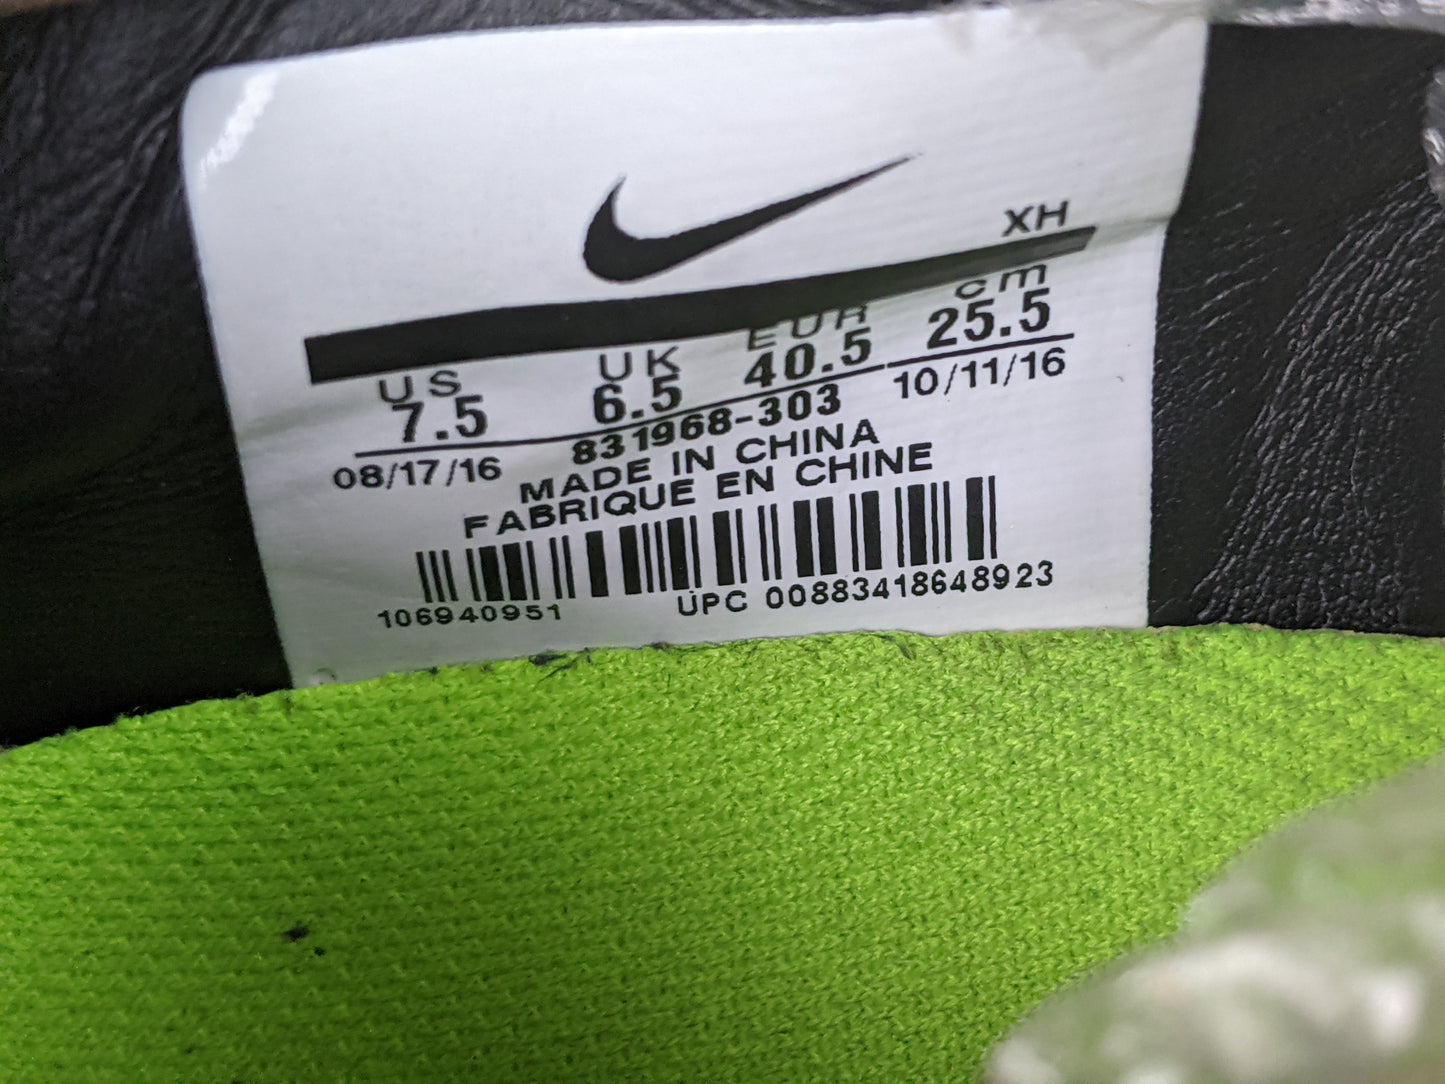 XH
US UK EUR cm
7.5 6.5 40.5 25.5
08/17/16 831968-303 10/11/16
MADE IN CHINA
FABRIQUE EN CHINE
106940951 UPC 00883418648923